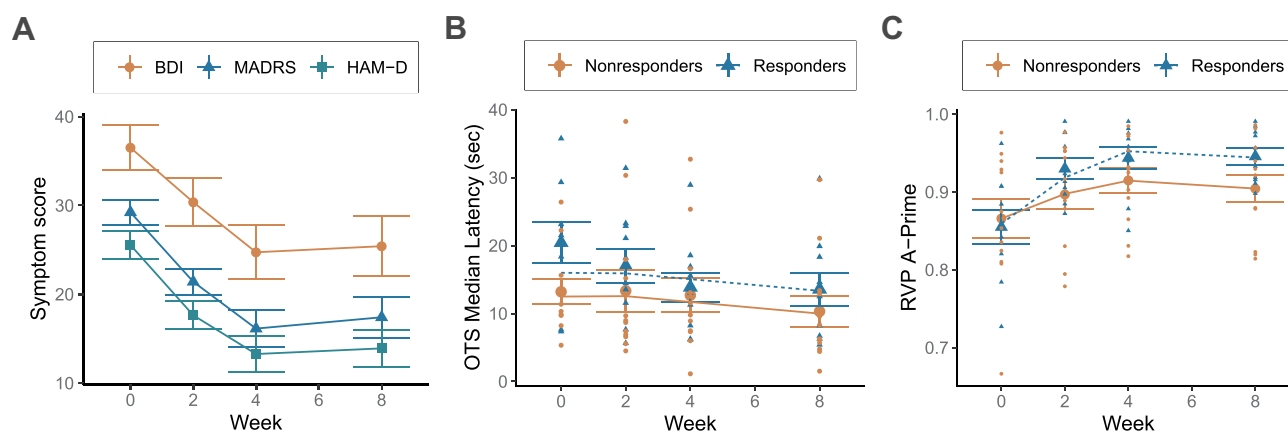 A
BDI MADRS HAM-D
Symptom score
40
30
20
10
0 2 4 6 8
Week
B
Nonresponders Responders
OTS Median Latency (sec)
40
30
20
10
0
0 2 4 6 8
Week
C
Nonresponders Responders
RVP A-Prime
1.0
0.9
0.8
0.7
0 2 4 6 8
Week